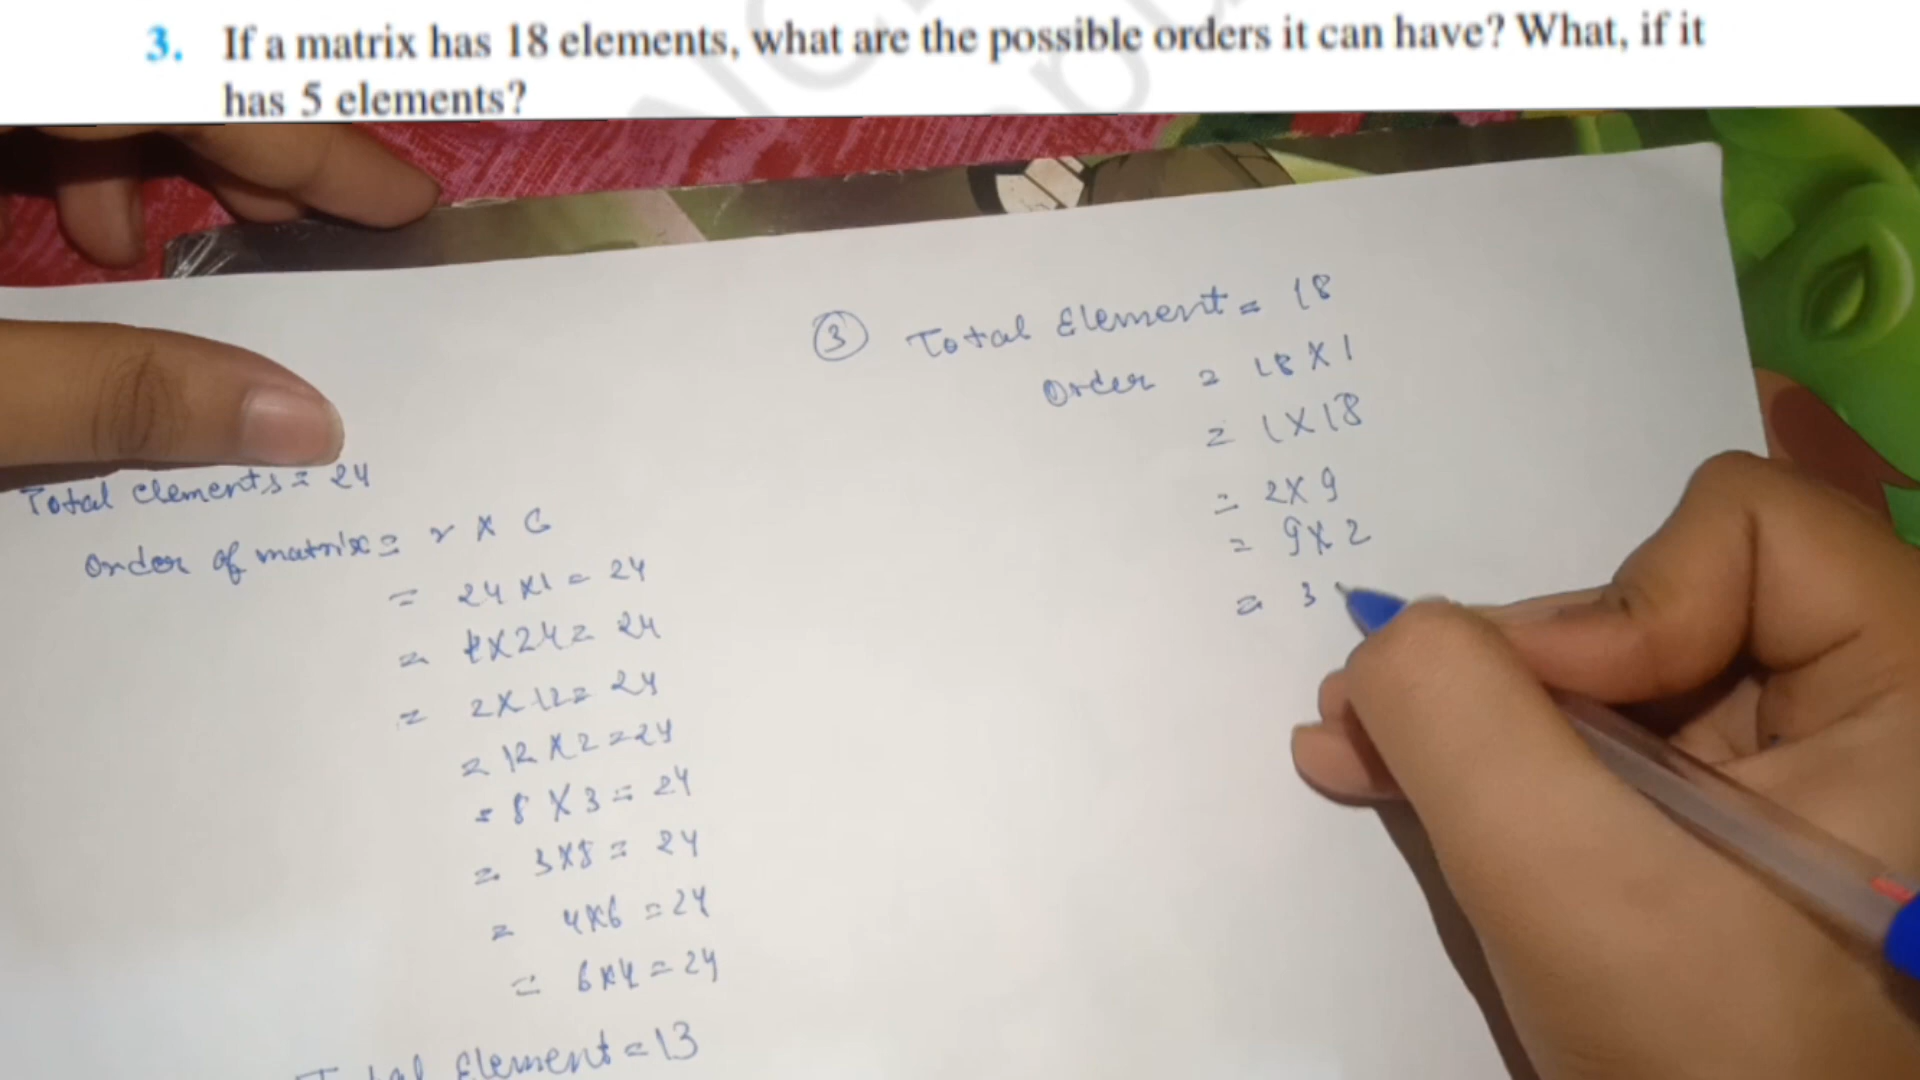 3. If a matrix has 18 elements, what are the possible orders it can have? What, if it
has 5 elements?
Total elements = 24
Order of matrix = r × c
= 24 × 1 = 24
= 1 × 24 = 24
= 2 × 12 = 24
= 12 × 2 = 24
= 8 × 3 = 24
= 3 × 8 = 24
= 4 × 6 = 24
= 6 × 4 = 24
Total Element = 13
③ Total Element = 18
Order = 18 × 1
= 1 × 18
= 2 × 9
= 9 × 2
= 3